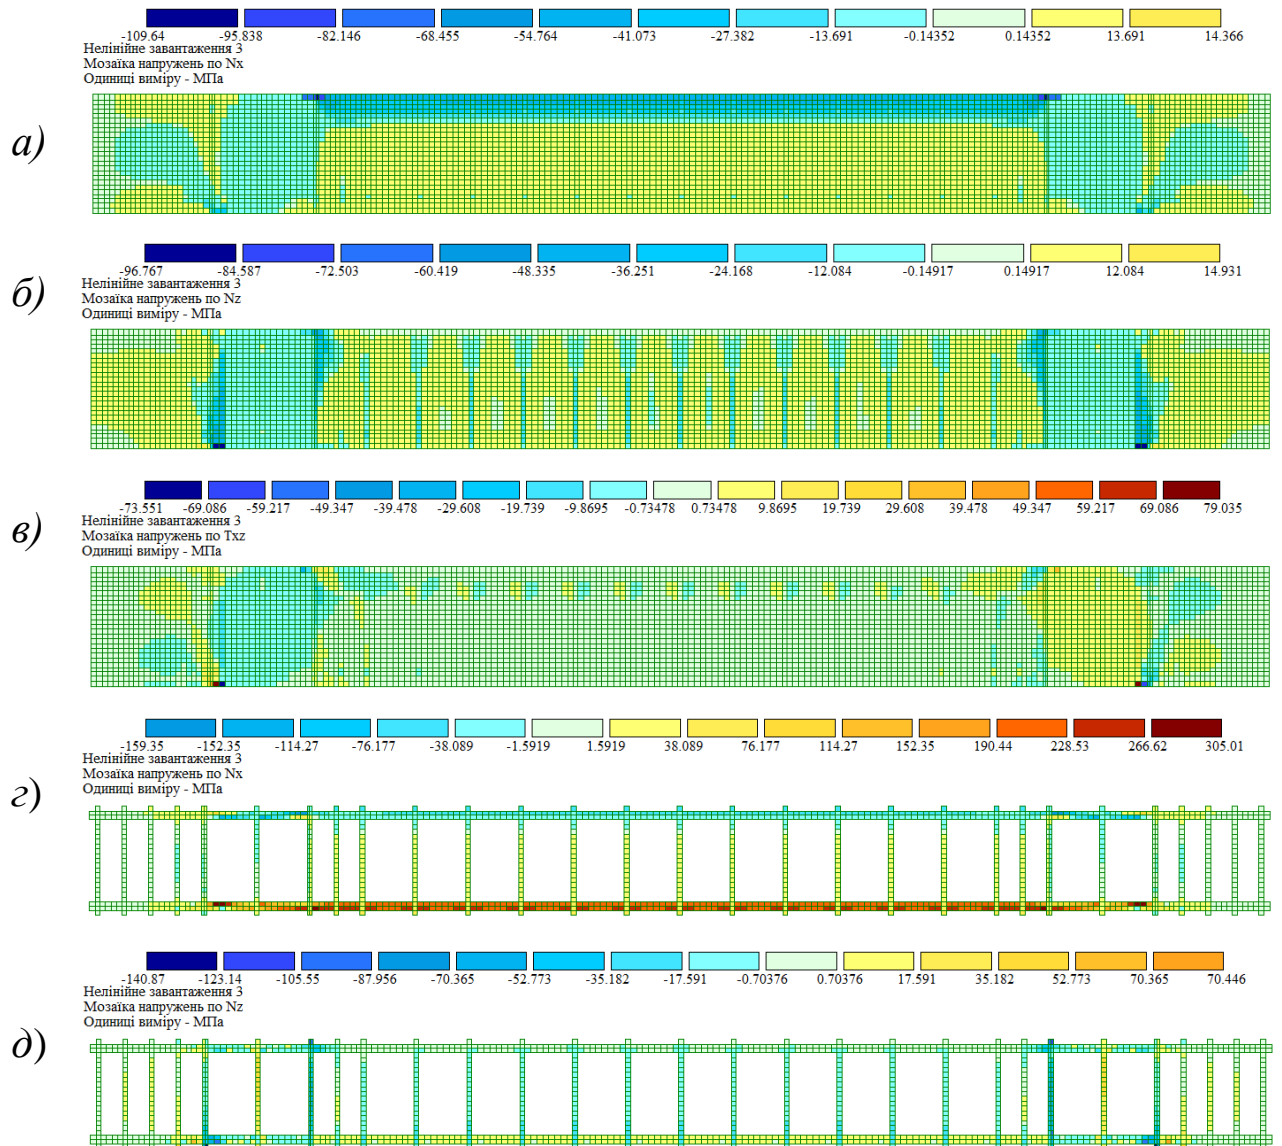 -109.64 -95.838 -82.146 -68.455 -54.764 -41.073 -27.382 -13.691 -0.14352 0.14352 13.691 14.366
Нелінійне завантаження 3
Мозаїка напружень по Nx
Одиниці виміру - МПа
а)
-96.767 -84.587 -72.503 -60.419 -48.335 -36.251 -24.168 -12.084 -0.14917 0.14917 12.084 14.931
Нелінійне завантаження 3
Мозаїка напружень по Nz
Одиниці виміру - МПа
б)
-73.551 -69.086 -59.217 -49.347 -39.478 -29.608 -19.739 -9.8695 -0.73478 0.73478 9.8695 19.739 29.608 39.478 49.347 59.217 69.086 79.035
Нелінійне завантаження 3
Мозаїка напружень по Txz
Одиниці виміру - МПа
в)
-159.35 -152.35 -114.27 -76.177 -38.089 -1.5919 1.5919 38.089 76.177 114.27 152.35 190.44 228.53 266.62 305.01
Нелінійне завантаження 3
Мозаїка напружень по Nx
Одиниці виміру - МПа
г)
-140.87 -123.14 -105.55 -87.956 -70.365 -52.773 -35.182 -17.591 -0.70376 0.70376 17.591 35.182 52.773 70.365 70.446
Нелінійне завантаження 3
Мозаїка напружень по Nz
Одиниці виміру - МПа
д)